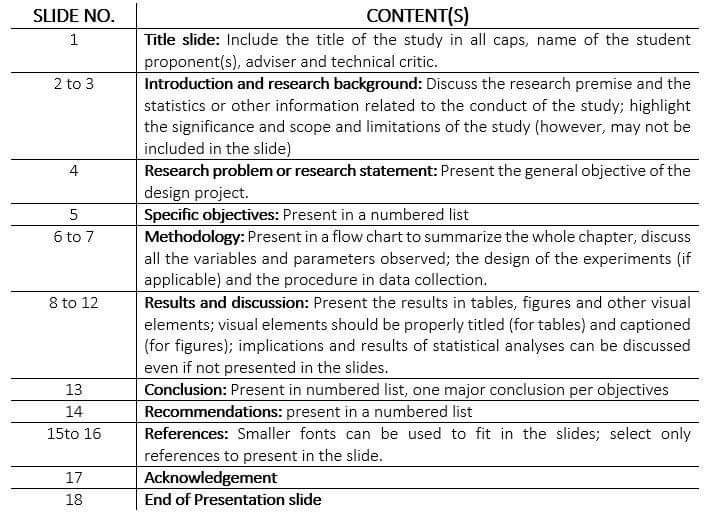 SLIDE NO. CONTENT(S)
1 Title slide: Include the title of the study in all caps, name of the student
proponent(s), adviser and technical critic.
2 to 3 Introduction and research background: Discuss the research premise and the
statistics or other information related to the conduct of the study; highlight
the significance and scope and limitations of the study (however, may not be
included in the slide)
4 Research problem or research statement: Present the general objective of the
design project.
5 Specific objectives: Present in a numbered list
6 to 7 Methodology: Present in a flow chart to summarize the whole chapter, discuss
all the variables and parameters observed; the design of the experiments (if
applicable) and the procedure in data collection.
8 to 12 Results and discussion: Present the results in tables, figures and other visual
elements; visual elements should be properly titled (for tables) and captioned
(for figures); implications and results of statistical analyses can be discussed
even if not presented in the slides.
13 Conclusion: Present in numbered list, one major conclusion per objectives
14 Recommendations: present in a numbered list
15to 16 References: Smaller fonts can be used to fit in the slides; select only
references to present in the slide.
17 Acknowledgement
18 End of Presentation slide